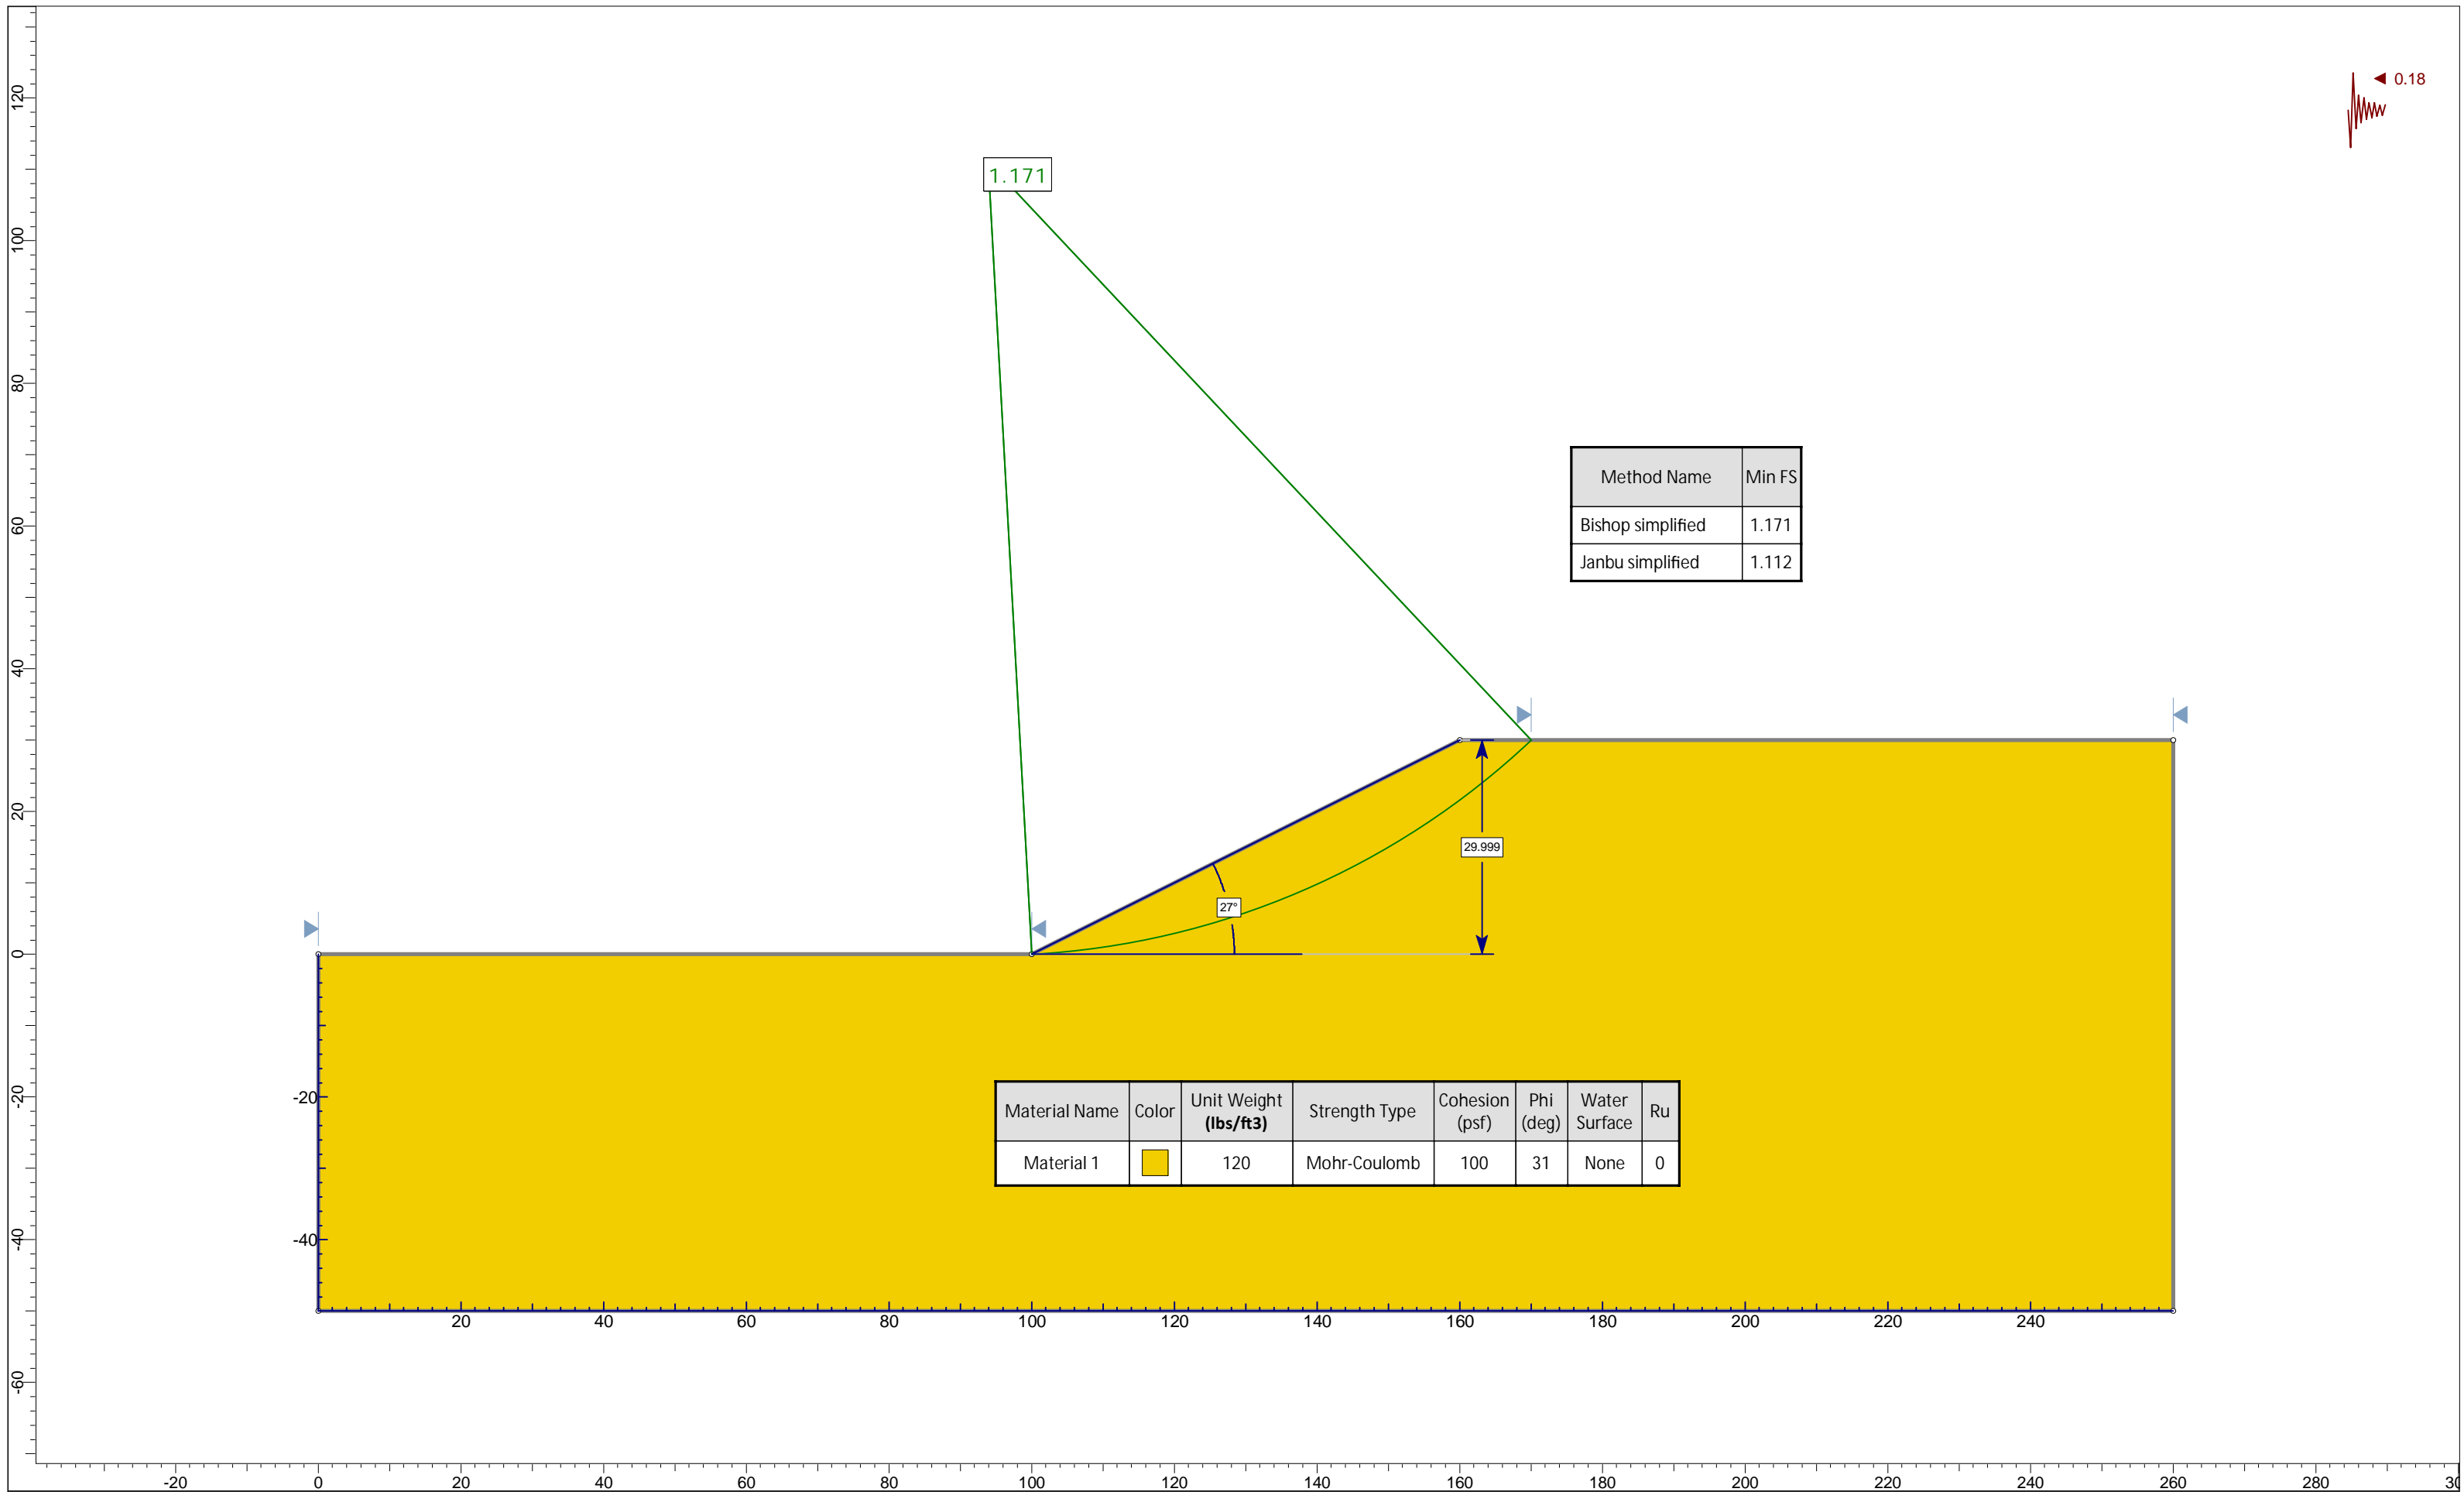 0.18
1.171
Method Name Min FS
Bishop simplified 1.171
Janbu simplified 1.112
29.999
27°
Material Name Color Unit Weight (lbs/ft3) Strength Type Cohesion (psf) Phi (deg) Water Surface Ru
Material 1 120 Mohr-Coulomb 100 31 None 0
120
100
80
60
40
20
0
-20
-40
-60
-20
-40
20 40 60 80 100 120 140 160 180 200 220 240
-20 0 20 40 60 80 100 120 140 160 180 200 220 240 260 280